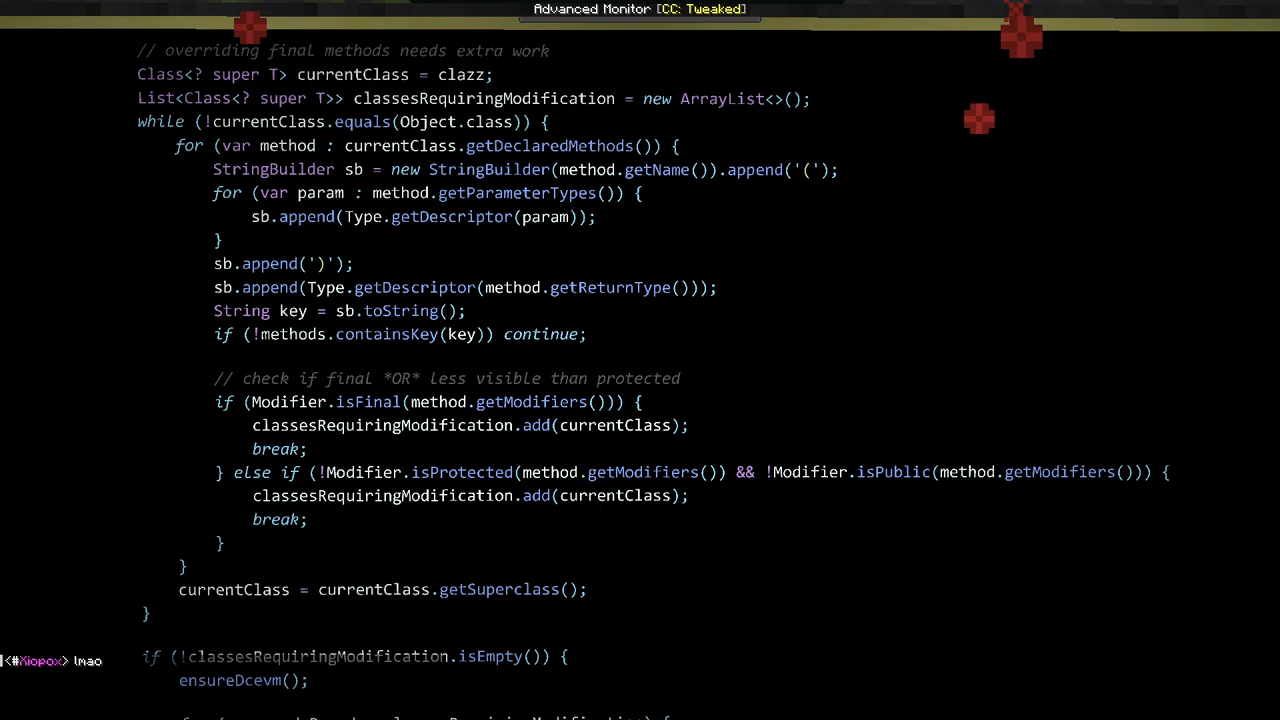 Advanced Monitor [CC: Tweaked]
// overriding final methods needs extra work
Class<? super T> currentClass = clazz;
List<Class<? super T>> classesRequiringModification = new ArrayList<>();
while (!currentClass.equals(Object.class)) {
for (var method : currentClass.getDeclaredMethods()) {
StringBuilder sb = new StringBuilder(method.getName()).append('(');
for (var param : method.getParameterTypes()) {
sb.append(Type.getDescriptor(param));
}
sb.append(')');
sb.append(Type.getDescriptor(method.getReturnType()));
String key = sb.toString();
if (!methods.containsKey(key)) continue;
// check if final *OR* less visible than protected
if (Modifier.isFinal(method.getModifiers())) {
classesRequiringModification.add(currentClass);
break;
} else if (!Modifier.isProtected(method.getModifiers()) && !Modifier.isPublic(method.getModifiers())) {
classesRequiringModification.add(currentClass);
break;
}
}
currentClass = currentClass.getSuperclass();
}
<#Xiopox> lmao
if (!classesRequiringModification.isEmpty()) {
ensureDcevm();